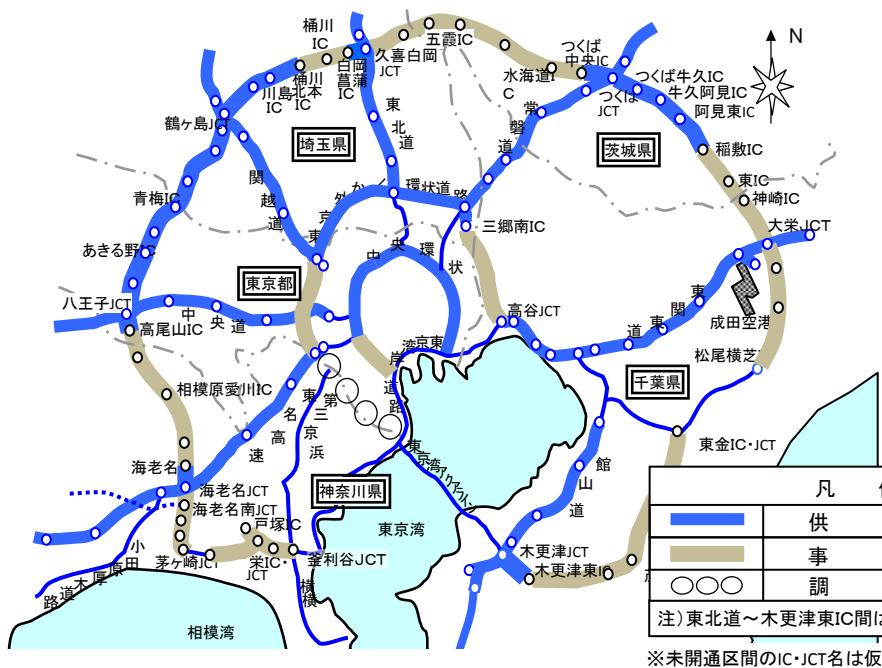 桶川
IC
五霞IC
N
久喜白岡
JCT
白岡
菖蒲
IC
桶川
北本
IC
川島
IC
つくば
中央IC
水海道I
C
つくば牛久IC
つくば
JCT
牛久阿見IC
阿見東IC
鶴ヶ島JCT
東北道
常磐道
埼玉県
茨城県
稲敷IC
東IC
神崎IC
関越道
東京外かく環状道路
青梅IC
三郷南IC
大栄JCT
中央環状
あきる野IC
東京都
東関東道
八王子JCT
中央道
高尾山IC
高谷JCT
成田空港
東京湾岸道路
松尾横芝
千葉県
相模原愛川IC
第三京浜
東名高速
東金IC・JCT
海老名
海老名JCT
海老名南JCT
神奈川県
東京湾アクアライン
館山道
東京湾
戸塚IC
小田原厚木道路
茅ヶ崎JCT
栄IC・
JCT
釜利谷JCT
横横
木更津JCT
木更津東IC
相模湾
凡
供
事
調
注）東北道～木更津東IC間は
※未開通区間のIC・JCT名は仮